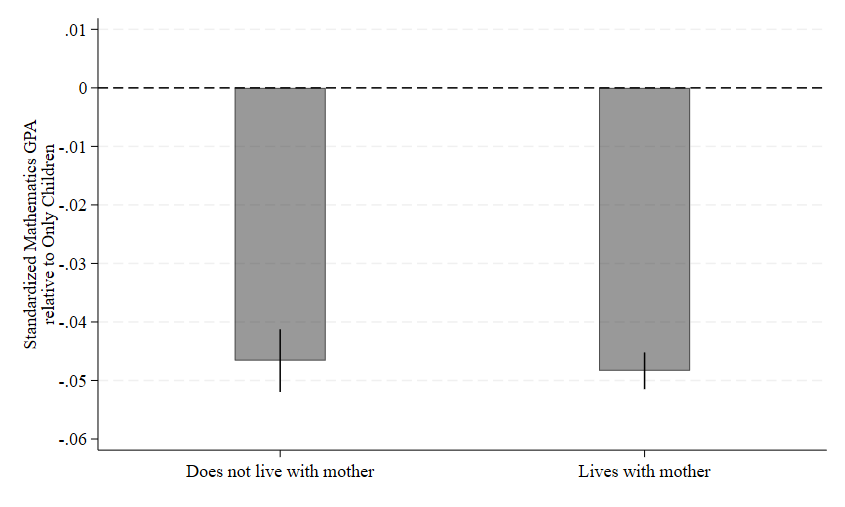 Standardized Mathematics GPA
relative to Only Children
.01
0
-.01
-.02
-.03
-.04
-.05
-.06
Does not live with mother
Lives with mother